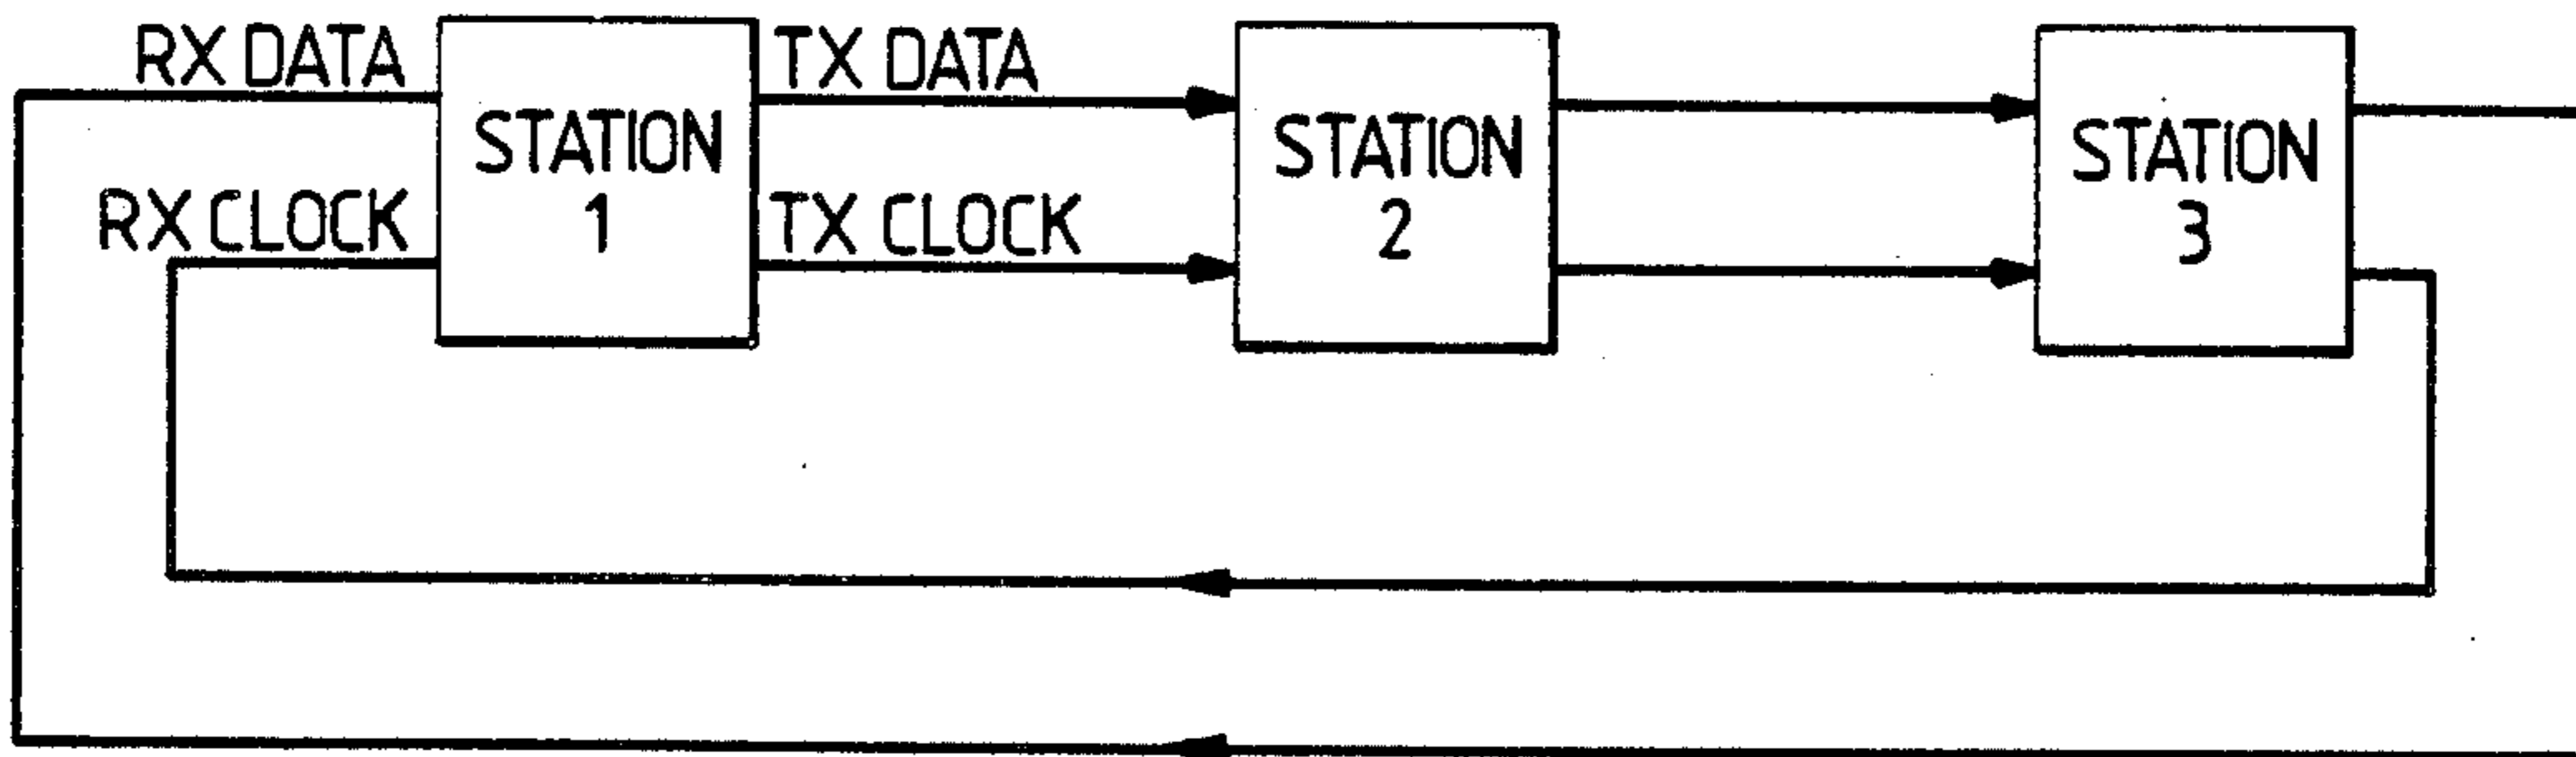 RX DATA
TX DATA
STATION
1
STATION
2
STATION
3
RX CLOCK
TX CLOCK